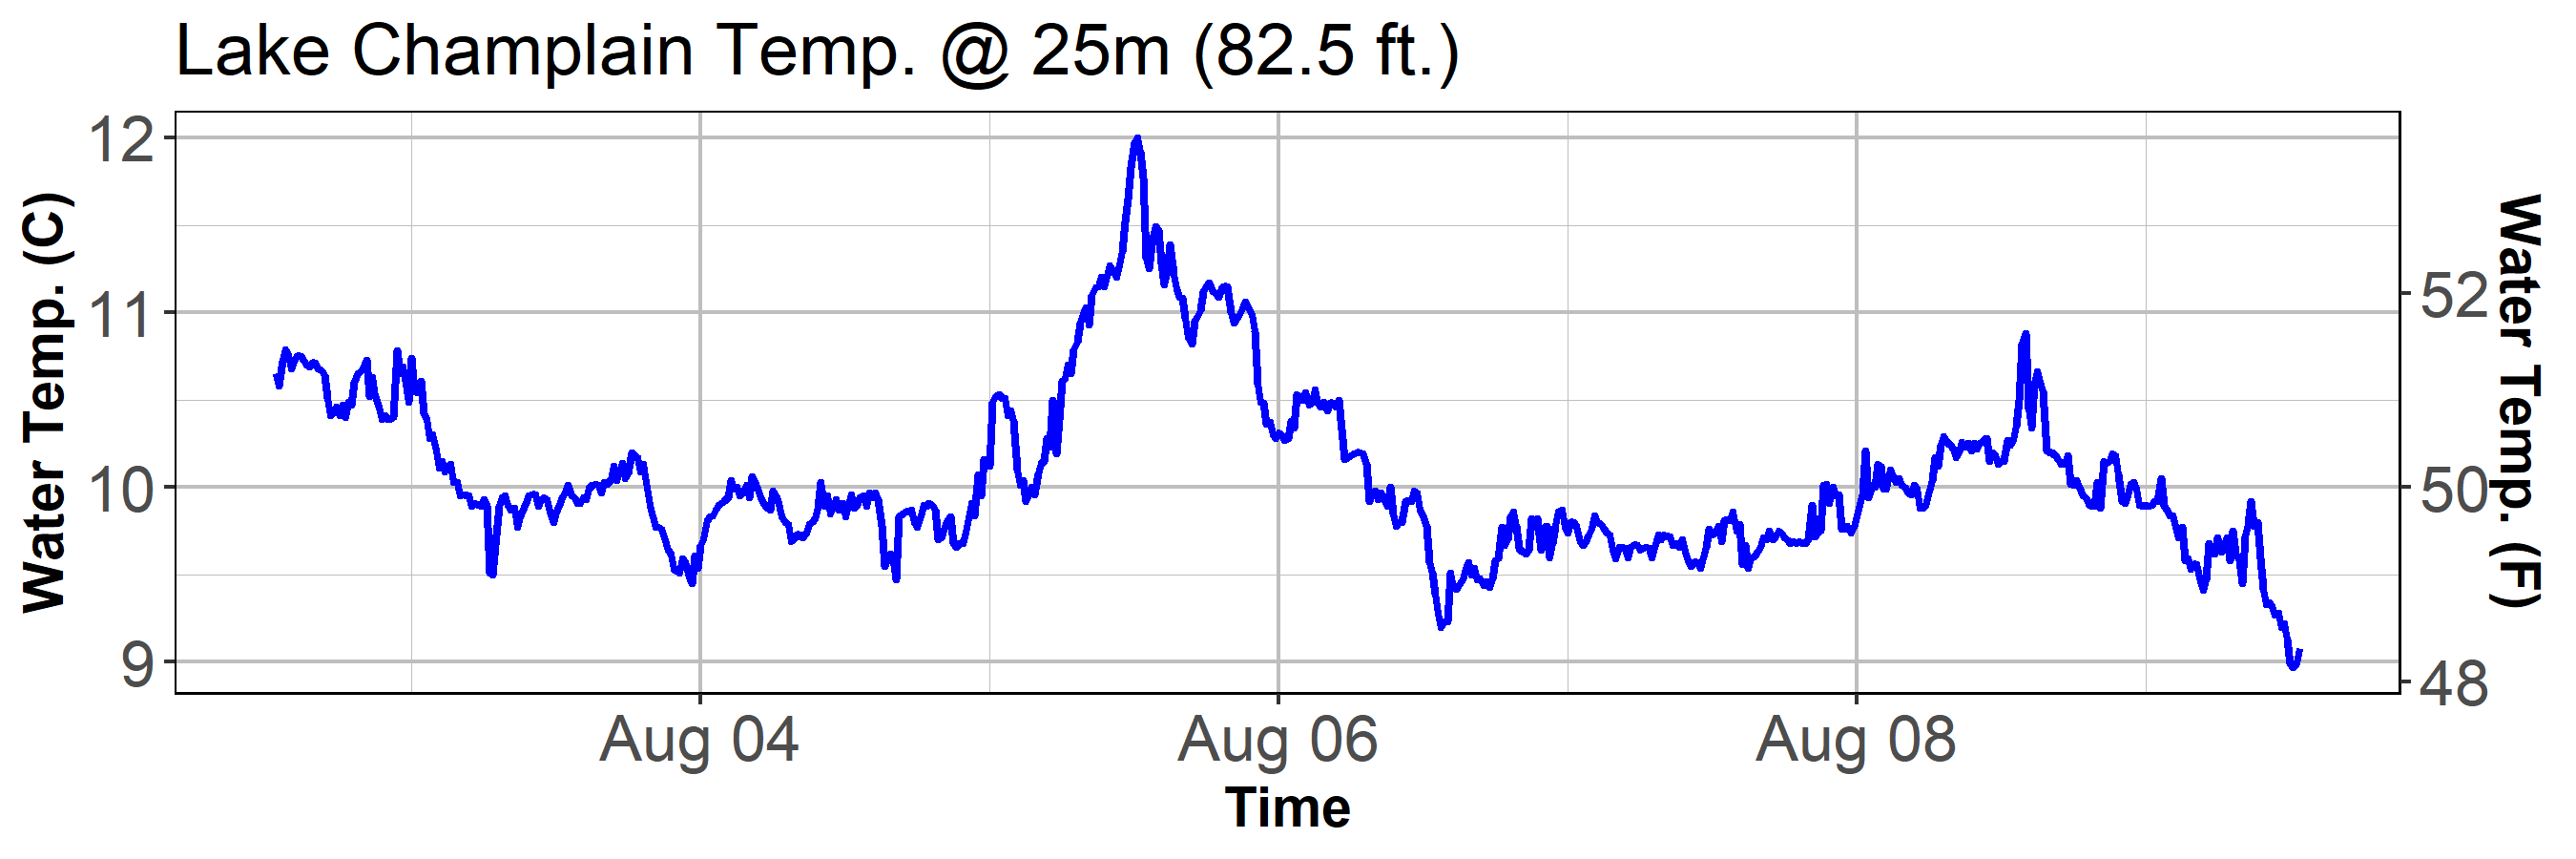 Lake Champlain Temp. @ 25m (82.5 ft.)
Water Temp. (C)
12
11
10
9
52
50
48
Water Temp. (F)
Aug 04
Aug 06
Aug 08
Time